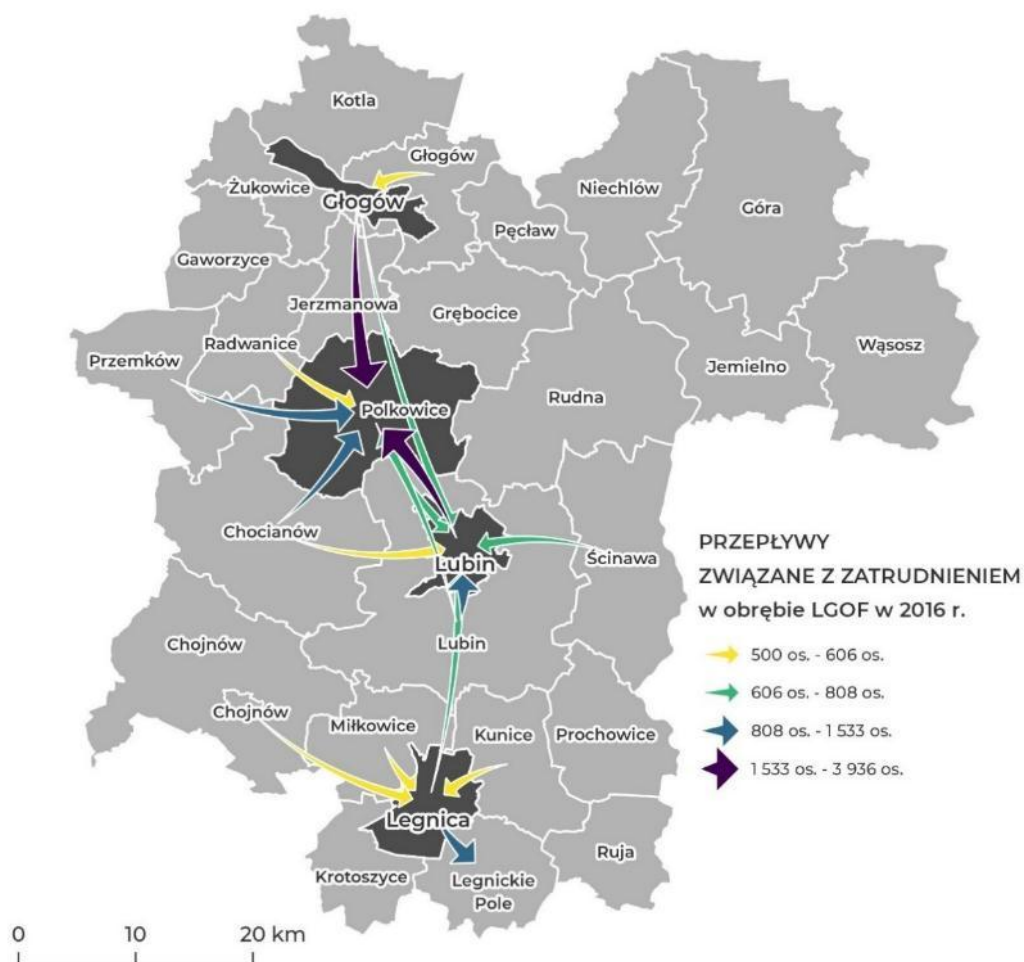 Kotla
Głogów
Żukowice
Głogów
Niechlów
Góra
Pęcław
Gaworzyce
Jerzmanowa
Grębocice
Radwanice
Przemków
Wąsosz
Jemielno
Rudna
Polkowice
Chocianów
Ścinawa
Lubin
PRZEPŁYWY
ZWIĄZANE Z ZATRUDNIENIEM
w obrębie LGOF w 2016 r.
500 os. - 606 os.
606 os. - 808 os.
808 os. - 1 533 os.
1 533 os. - 3 936 os.
Chojnów
Lubin
Chojnów
Miłkowice
Kunice
Prochowice
Legnica
Ruja
Krotoszyce
Legnickie
Pole
0 10 20 km